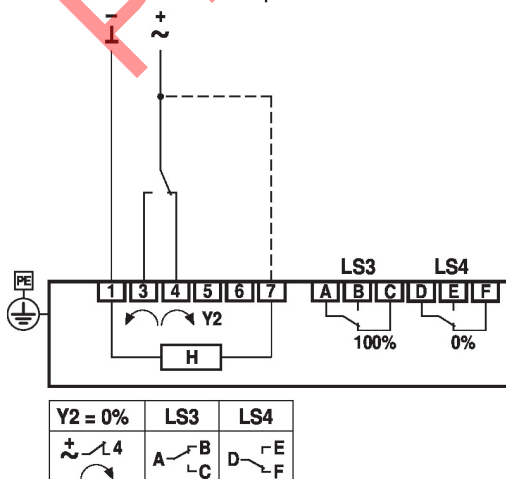 − +
⊥ ~
PE
LS3 LS4
1 3 4 5 6 7 A B C D E F
Y2
100% 0%
H
Y2 = 0% LS3 LS4
+
~ 4 A B C D E F